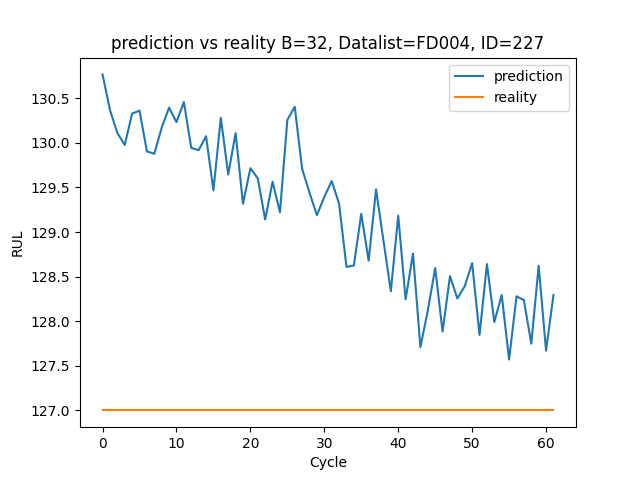 prediction vs reality B=32, Datalist=FD004, ID=227
prediction
reality
130.5
130.0
129.5
129.0
128.5
128.0
127.5
127.0
RUL
0 10 20 30 40 50 60
Cycle